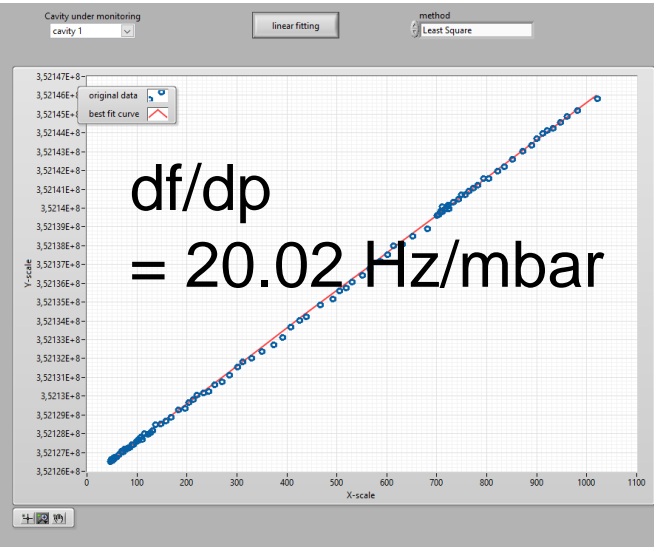 Cavity under monitoring
cavity 1
linear fitting
method
Least Square
original data
best fit curve
df/dp
= 20.02 Hz/mbar
Y-scale
3,52147E+8
3,52146E+8
3,52145E+8
3,52144E+8
3,52143E+8
3,52142E+8
3,52141E+8
3,5214E+8
3,52139E+8
3,52138E+8
3,52137E+8
3,52136E+8
3,52135E+8
3,52134E+8
3,52133E+8
3,52132E+8
3,52131E+8
3,5213E+8
3,52129E+8
3,52128E+8
3,52127E+8
3,52126E+8
0 100 200 300 400 500 600 700 800 900 1000 1100
X-scale